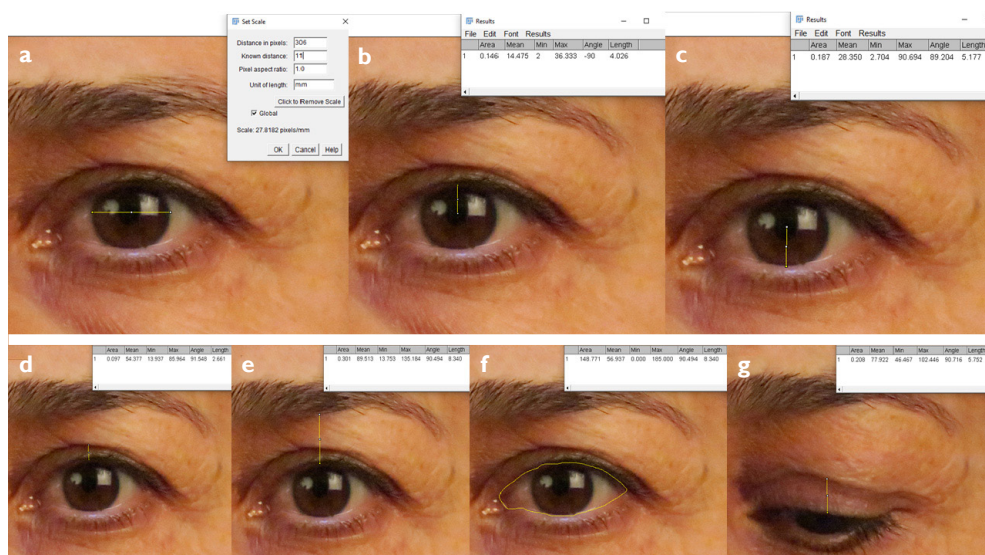 Set Scale
Distance in pixels: 306
Known distance: 11
Pixel aspect ratio: 1.0
Unit of length: mm
Click to Remove Scale
Global
Scale: 27.8182 pixels/mm
OK Cancel Help
a
Results
File Edit Font Results
Area Mean Min Max Angle Length
1 0.146 14.475 2 36.333 -90 4.026
b
Results
File Edit Font Results
Area Mean Min Max Angle Length
1 0.187 28.350 2.704 90.694 89.204 5.177
c
Area Mean Min Max Angle Length
1 0.097 54.377 13.937 85.964 91.548 2.661
d
Area Mean Min Max Angle Length
1 0.301 89.513 13.753 135.184 90.494 8.340
e
Area Mean Min Max Angle Length
1 148.771 56.937 0.000 185.000 90.494 8.340
f
Area Mean Min Max Angle Length
1 0.208 77.922 46.467 102.446 90.716 5.792
g